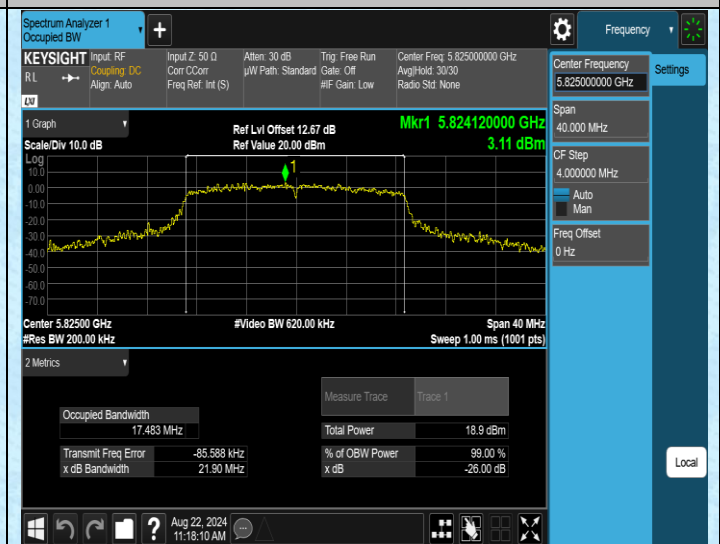 Spectrum Analyzer 1
Occupied BW
+
Frequency
KEYSIGHT
R L
LXI
Input: RF
Coupling: DC
Align: Auto
Input Z: 50 Ω
Corr CCorr
Freq Ref: Int (S)
Atten: 30 dB
µW Path: Standard
Trig: Free Run
Gate: Off
#IF Gain: Low
Center Freq: 5.825000000 GHz
Avg|Hold: 30/30
Radio Std: None
Center Frequency
5.825000000 GHz
Settings
Span
40.000 MHz
CF Step
4.000000 MHz
Auto
Man
Freq Offset
0 Hz
1 Graph
Scale/Div 10.0 dB
Ref Lvl Offset 12.67 dB
Ref Value 20.00 dBm
Mkr1 5.824120000 GHz
3.11 dBm
Log
10.0
0.00
-10.0
-20.0
-30.0
-40.0
-50.0
-60.0
-70.0
1
Center 5.82500 GHz
#Res BW 200.00 kHz
#Video BW 620.00 kHz
Span 40 MHz
Sweep 1.00 ms (1001 pts)
2 Metrics
Measure Trace Trace 1
Occupied Bandwidth
17.483 MHz
Total Power 18.9 dBm
Transmit Freq Error -85.588 kHz
% of OBW Power 99.00 %
x dB Bandwidth 21.90 MHz
x dB -26.00 dB
Local
?
Aug 22, 2024
11:18:10 AM